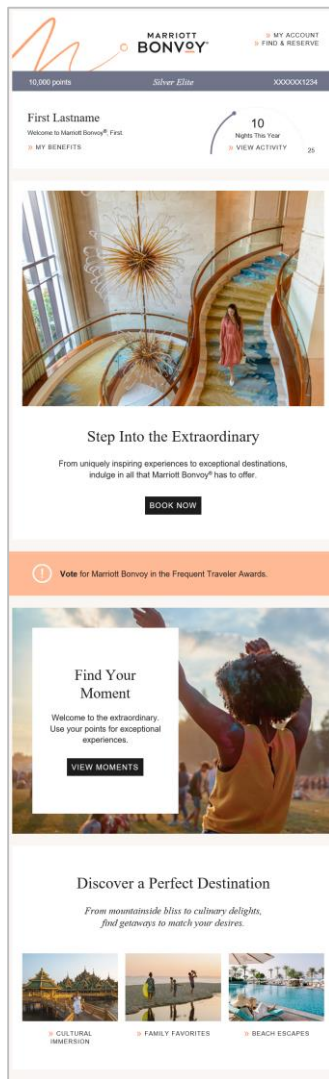 MARRIOTT
BONVOY®
» MY ACCOUNT
» FIND & RESERVE
10,000 points Silver Elite XXXXXX1234
First Lastname
Welcome to Marriott Bonvoy®, First.
» MY BENEFITS
10
Nights This Year
» VIEW ACTIVITY
25
Step Into the Extraordinary
From uniquely inspiring experiences to exceptional destinations,
indulge in all that Marriott Bonvoy® has to offer.
BOOK NOW
Vote for Marriott Bonvoy in the Frequent Traveler Awards.
Find Your
Moment
Welcome to the extraordinary.
Use your points for exceptional
experiences.
VIEW MOMENTS
Discover a Perfect Destination
From mountainside bliss to culinary delights,
find getaways to match your desires.
» CULTURAL
IMMERSION
» FAMILY FAVORITES
» BEACH ESCAPES